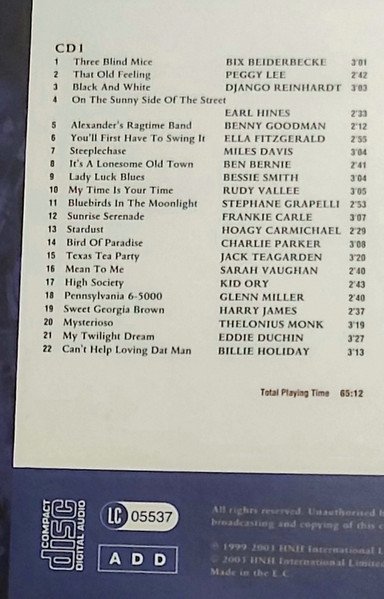 CD 1
1 Three Blind Mice BIX BEIDERBECKE 3'01
2 That Old Feeling PEGGY LEE 2'42
3 Black And White DJANGO REINHARDT 3'03
4 On The Sunny Side Of The Street
EARL HINES 2'33
5 Alexander's Ragtime Band BENNY GOODMAN 2'12
6 You'll First Have To Swing It ELLA FITZGERALD 2'55
7 Steeplechase MILES DAVIS 3'04
8 It's A Lonesome Old Town BEN BERNIE 2'41
9 Lady Luck Blues BESSIE SMITH 3'04
10 My Time Is Your Time RUDY VALLEE 3'05
11 Bluebirds In The Moonlight STEPHANE GRAPELLI 2'53
12 Sunrise Serenade FRANKIE CARLE 3'07
13 Stardust HOAGY CARMICHAEL 2'29
14 Bird Of Paradise CHARLIE PARKER 3'08
15 Texas Tea Party JACK TEAGARDEN 3'20
16 Mean To Me SARAH VAUGHAN 2'40
17 High Society KID ORY 2'43
18 Pennsylvania 6-5000 GLENN MILLER 2'40
19 Sweet Georgia Brown HARRY JAMES 2'37
20 Mysterioso THELONIUS MONK 3'19
21 My Twilight Dream EDDIE DUCHIN 3'27
22 Can't Help Loving Dat Man BILLIE HOLIDAY 3'13
Total Playing Time 65:12
COMPACT disc DIGITAL AUDIO
LC 05537
ADD
All rights reserved. Unauthorised
broadcasting and copying of this
℗ 1999-2003 HNH International
© 2003 HNH International Limited
Made in the E.C.